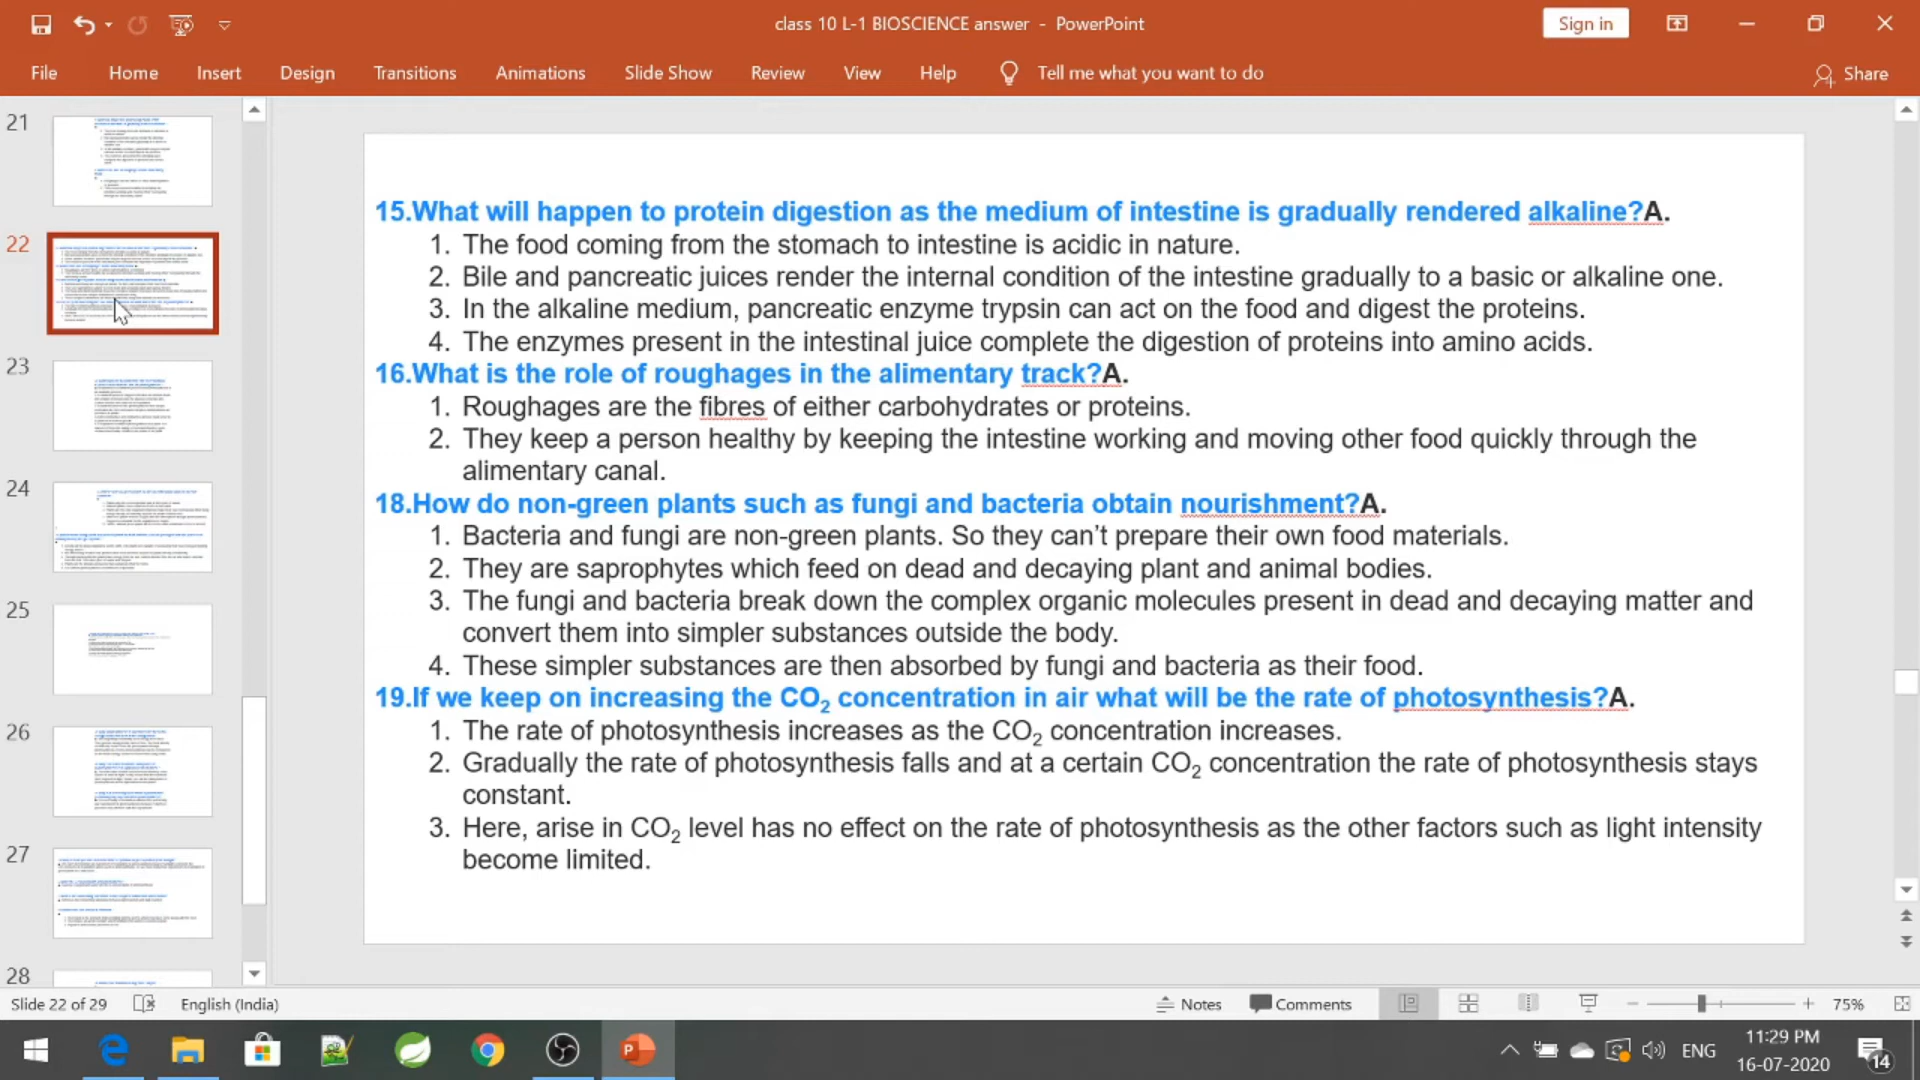 class 10 L-1 BIOSCIENCE answer - PowerPoint
Sign in
File Home Insert Design Transitions Animations Slide Show Review View Help Tell me what you want to do Share
21
22
23
24
25
26
27
28
15.What will happen to protein digestion as the medium of intestine is gradually rendered alkaline?A.
1. The food coming from the stomach to intestine is acidic in nature.
2. Bile and pancreatic juices render the internal condition of the intestine gradually to a basic or alkaline one.
3. In the alkaline medium, pancreatic enzyme trypsin can act on the food and digest the proteins.
4. The enzymes present in the intestinal juice complete the digestion of proteins into amino acids.
16.What is the role of roughages in the alimentary track?A.
1. Roughages are the fibres of either carbohydrates or proteins.
2. They keep a person healthy by keeping the intestine working and moving other food quickly through the
alimentary canal.
18.How do non-green plants such as fungi and bacteria obtain nourishment?A.
1. Bacteria and fungi are non-green plants. So they can’t prepare their own food materials.
2. They are saprophytes which feed on dead and decaying plant and animal bodies.
3. The fungi and bacteria break down the complex organic molecules present in dead and decaying matter and
convert them into simpler substances outside the body.
4. These simpler substances are then absorbed by fungi and bacteria as their food.
19.If we keep on increasing the CO₂ concentration in air what will be the rate of photosynthesis?A.
1. The rate of photosynthesis increases as the CO₂ concentration increases.
2. Gradually the rate of photosynthesis falls and at a certain CO₂ concentration the rate of photosynthesis stays
constant.
3. Here, arise in CO₂ level has no effect on the rate of photosynthesis as the other factors such as light intensity
become limited.
Slide 22 of 29 English (India) Notes Comments 75%
ENG
11:29 PM
16-07-2020
14